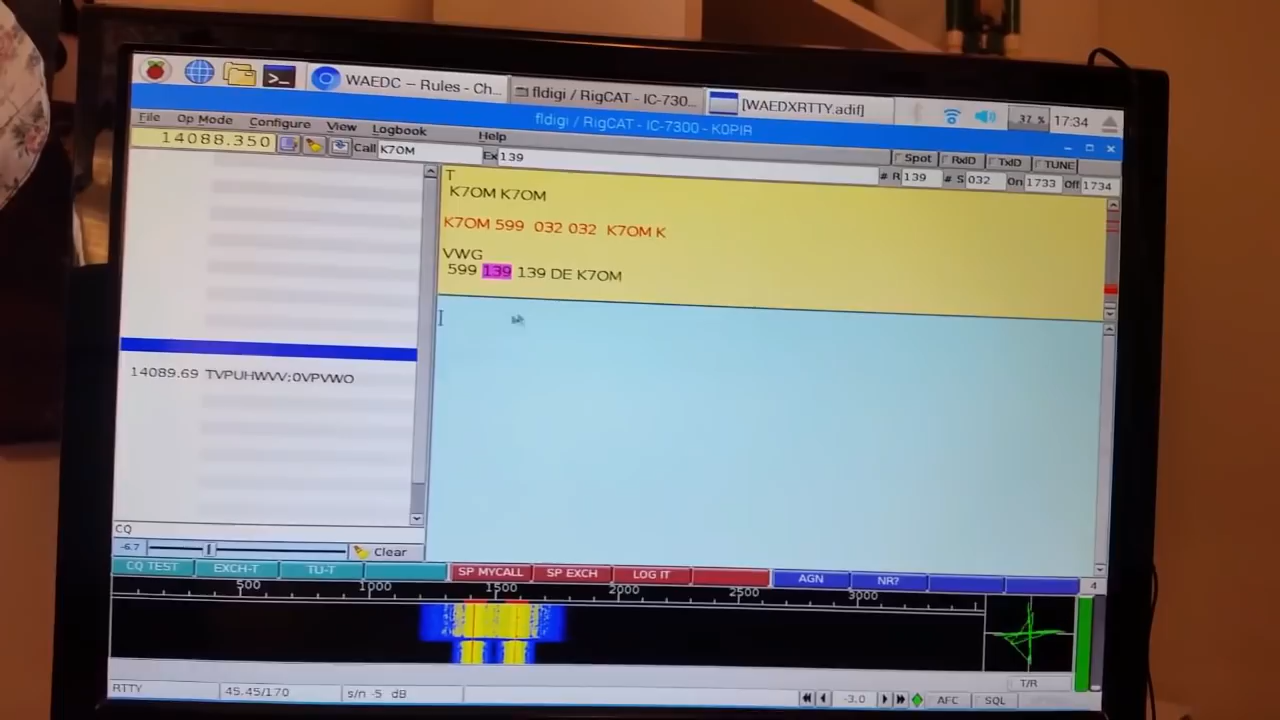 WAEDC – Rules - Ch... fldigi / RigCAT - IC-730... [WAEDXRTTY.adif] 37 % 17:34
fldigi / RigCAT - IC-7300 - K0PIR
File Op Mode Configure View Logbook Help
14088.350 Call K7OM Ex 139 Spot RxID TxID TUNE
# R 139 # S 032 On 1733 Off 1734
T
K7OM K7OM
K7OM 599 032 032 K7OM K
VWG
599 139 139 DE K7OM
14089.69 TVPUHWVV;0VPVWO
CQ
-6.7 Clear
CQ TEST EXCH-T TU-T SP MYCALL SP EXCH LOG IT AGN NR? 4
500 1000 1500 2000 2500 3000
T/R
RTTY 45.45/170 s/n -5 dB -3.0 AFC SQL